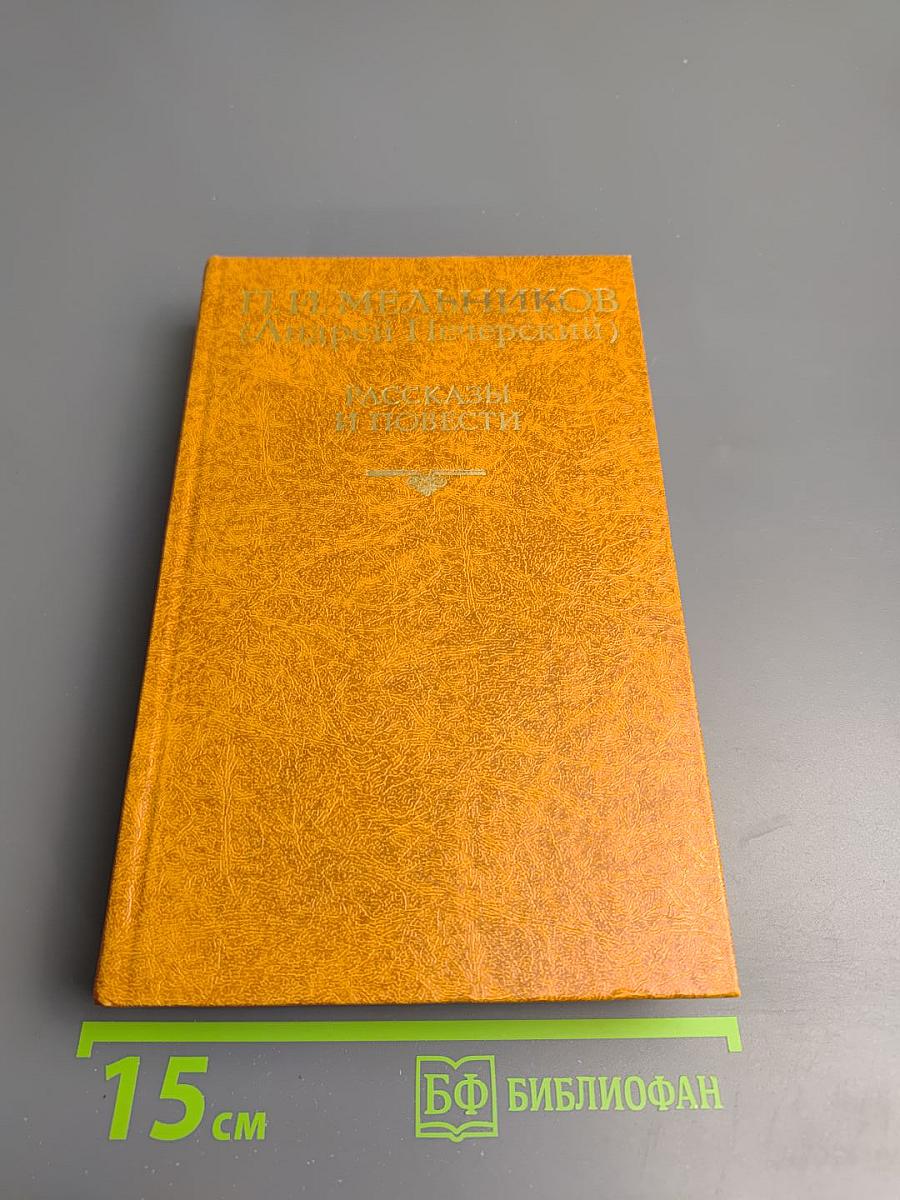 П. И. МЕЛЬНИКОВ
(Андрей Печерский)
РАССКАЗЫ
И ПОВЕСТИ
15 см
БФ БИБЛИОФАН